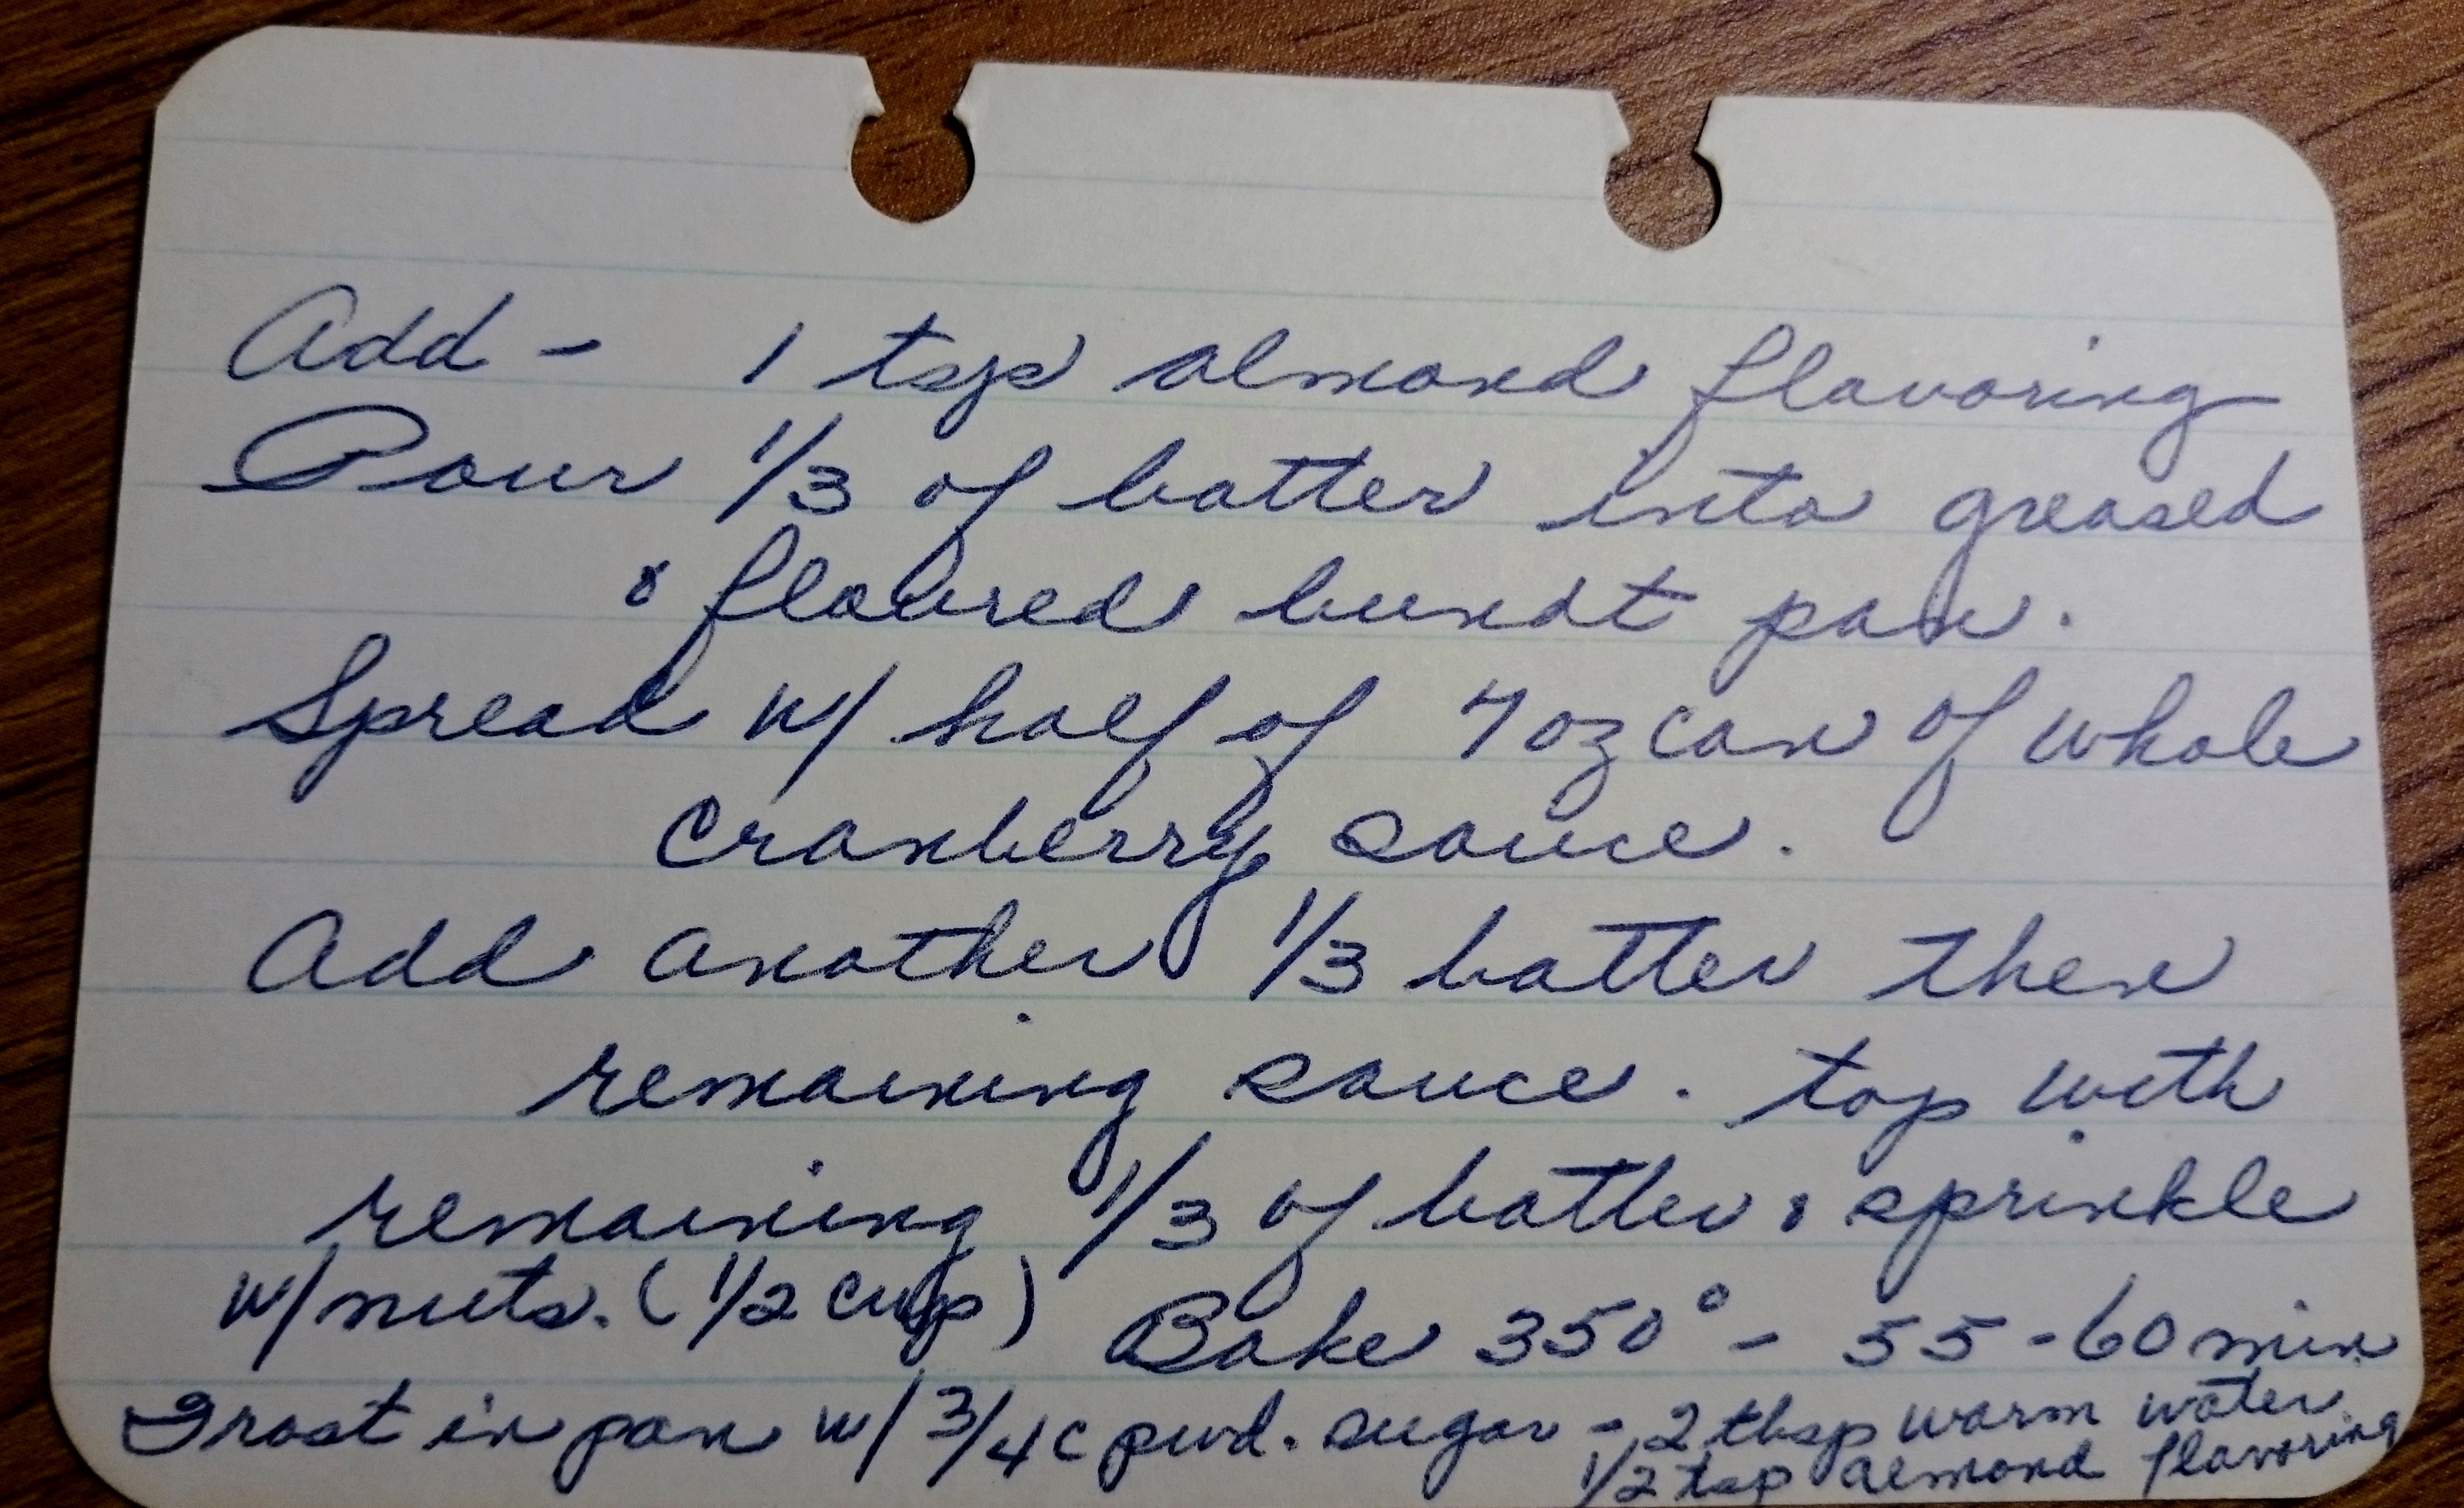 Add - 1 tsp almond flavoring
Pour 1/3 of batter into greased
& floured bundt pan.
Spread w/ half of 7 oz can of whole
cranberry sauce.
Add another 1/3 batter then
remaining sauce. top with
remaining 1/3 of batter & sprinkle
w/ nuts. (1/2 cup) Bake 350° - 55 - 60 min
Frost in pan w/ 3/4 c pwd. sugar - 2 tbsp warm water
1/2 tsp almond flavoring